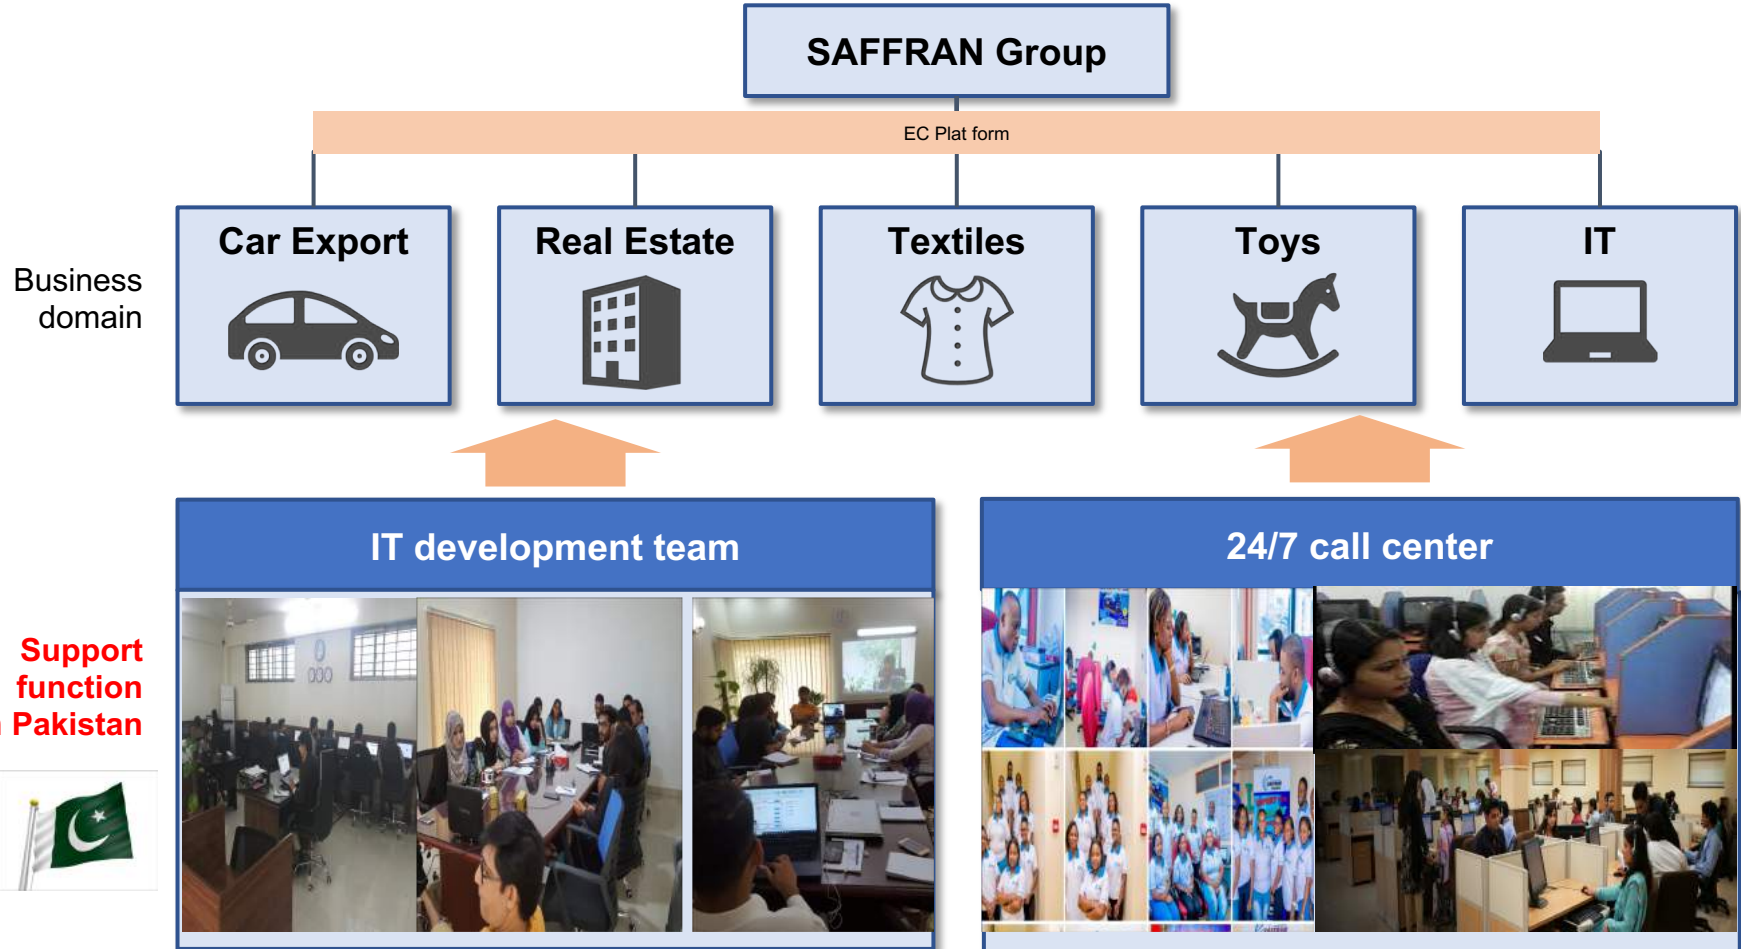 SAFFRAN Group
EC Plat form
Business
domain
Car Export
Real Estate
Textiles
Toys
IT
IT development team
24/7 call center
Support
function
Pakistan